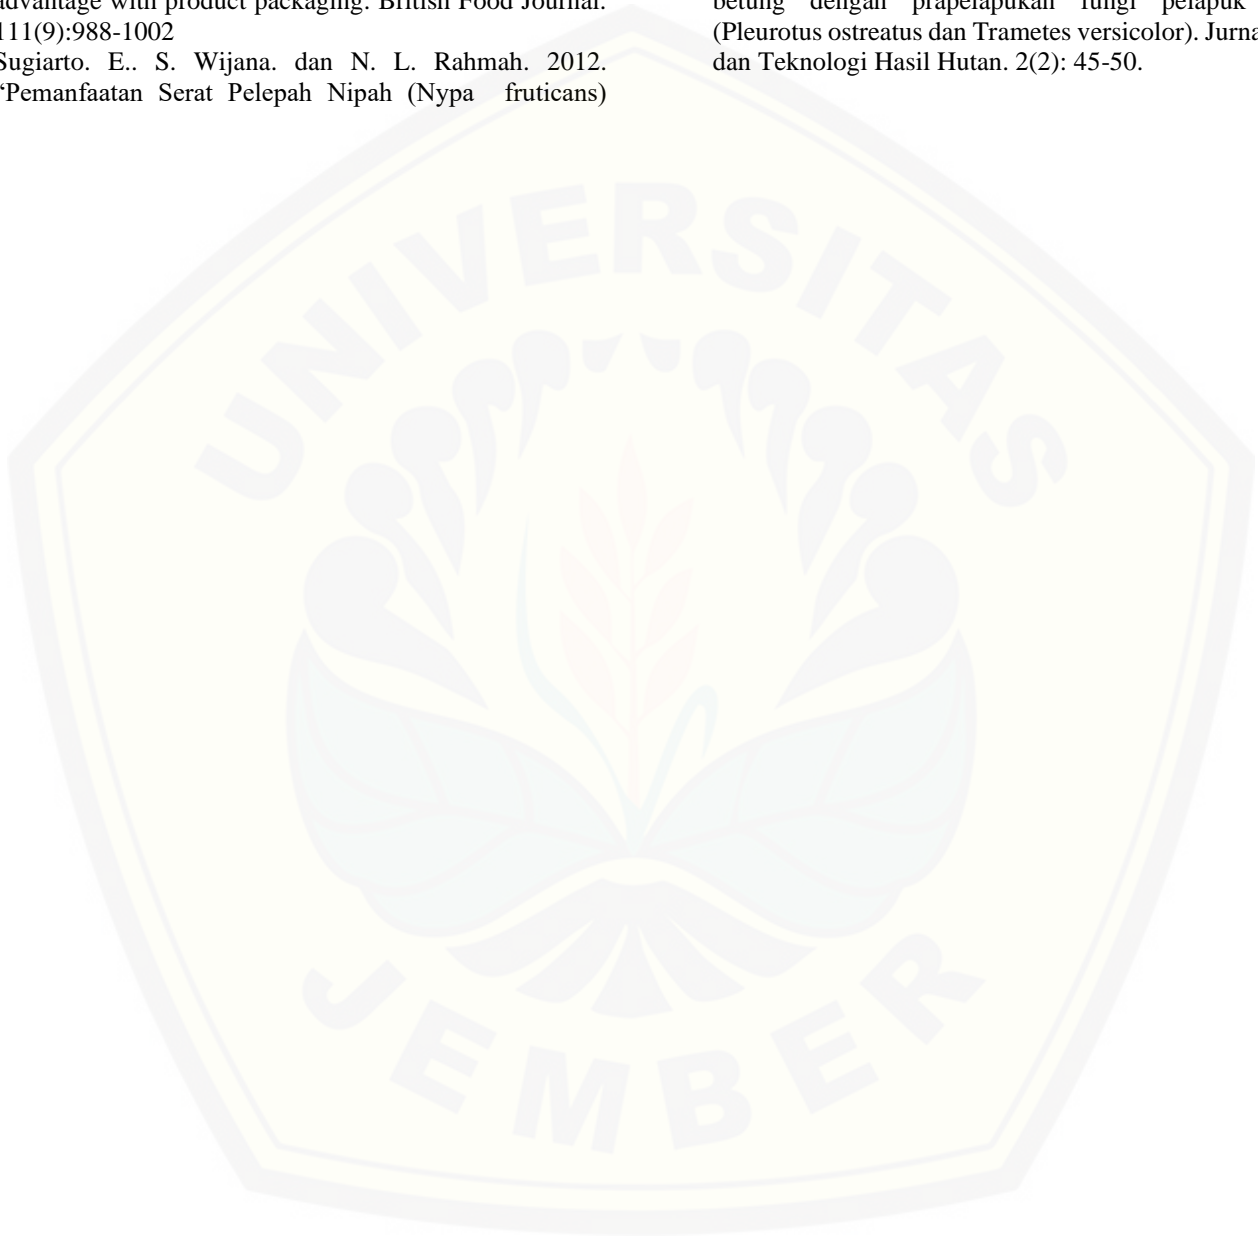 advantage with product packaging. British Food Journal.
111(9):988-1002
Sugiarto. E.. S. Wijana. dan N. L. Rahmah. 2012.
“Pemanfaatan Serat Pelepah Nipah (Nypa fruticans)
betung dengan prapelapukan fungi pelapuk
(Pleurotus ostreatus dan Trametes versicolor). Jurna
dan Teknologi Hasil Hutan. 2(2): 45-50.
UNIVERSITAS
JEMBER